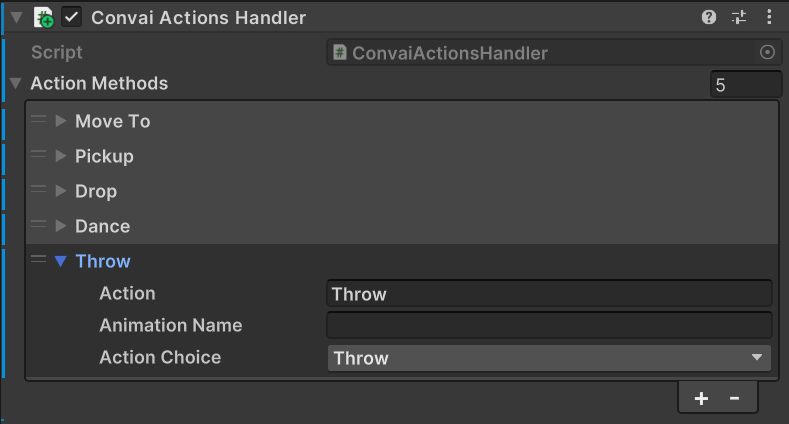 Convai Actions Handler
Script ConvaiActionsHandler
Action Methods 5
Move To
Pickup
Drop
Dance
Throw
Action Throw
Animation Name
Action Choice Throw
+ -